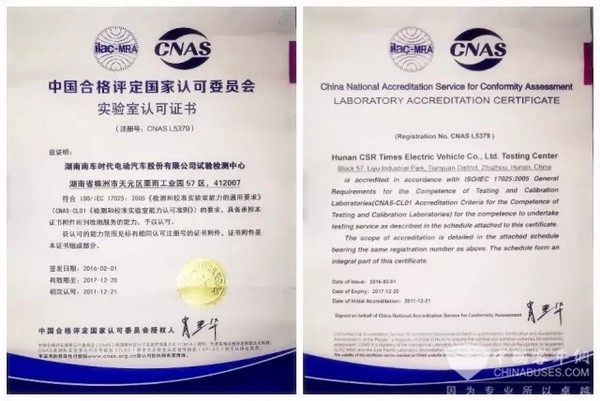 ilac-MRA
CNAS
中国合格评定国家认可委员会
实验室认可证书
(注册号: CNAS L5379)
兹证明:
湖南南车时代电动汽车股份有限公司试验检测中心
湖南省株洲市天元区栗雨工业园 57 区, 412007
符合 ISO/IEC 17025: 2005《检测和校准实验室能力的通用要求》
(CNAS-CL01《检测和校准实验室能力认可准则》)的要求, 具备承担本
证书附件所列检测服务的能力, 予以认可。
获认可的能力范围见标有相同认可注册号的证书附件, 证书附件是
本证书组成部分。
签发日期: 2016-02-01
有效期至: 2017-12-20
初次认可: 2011-12-21
中国合格评定国家认可委员会授权人
ilac-MRA
CNAS
China National Accreditation Service for Conformity Assessment
LABORATORY ACCREDITATION CERTIFICATE
(Registration No. CNAS L5379)
Hunan CSR Times Electric Vehicle Co., Ltd. Testing Center
Block 57, Liyu Industrial Park, Tianyuan District, Zhuzhou, Hunan, China
is accredited in accordance with ISO/IEC 17025:2005 General
Requirements for the Competence of Testing and Calibration
Laboratories(CNAS-CL01 Accreditation Criteria for the Competence of
Testing and Calibration Laboratories) for the competence to undertake
testing service as described in the schedule attached to this certificate.
The scope of accreditation is detailed in the attached schedule
bearing the same registration number as above. The schedule form an
integral part of this certificate.
Date of Issue: 2016-02-01
Date of Expiry: 2017-12-20
Date of Initial Accreditation: 2011-12-21
Signed on behalf of China National Accreditation Service for Conformity Assessment
CHINABUSES.COM
因为专业所以卓越